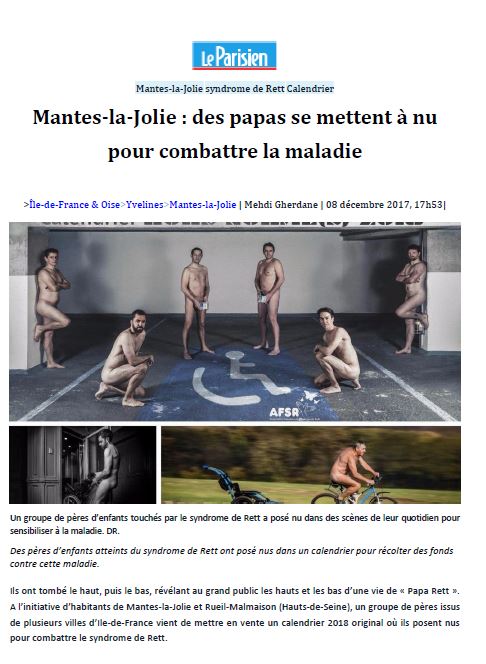 Le Parisien
Mantes-la-Jolie syndrome de Rett Calendrier
Mantes-la-Jolie : des papas se mettent à nu
pour combattre la maladie
>Île-de-France & Oise>Yvelines>Mantes-la-Jolie | Mehdi Gherdane | 08 décembre 2017, 17h53|
AFSR
Un groupe de pères d’enfants touchés par le syndrome de Rett a posé nu dans des scènes de leur quotidien pour
sensibiliser à la maladie. DR.
Des pères d’enfants atteints du syndrome de Rett ont posé nus dans un calendrier pour récolter des fonds
contre cette maladie.
Ils ont tombé le haut, puis le bas, révélant au grand public les hauts et les bas d’une vie de « Papa Rett ».
A l’initiative d’habitants de Mantes-la-Jolie et Rueil-Malmaison (Hauts-de-Seine), un groupe de pères issus
de plusieurs villes d’Ile-de-France vient de mettre en vente un calendrier 2018 original où ils posent nus
pour combattre le syndrome de Rett.